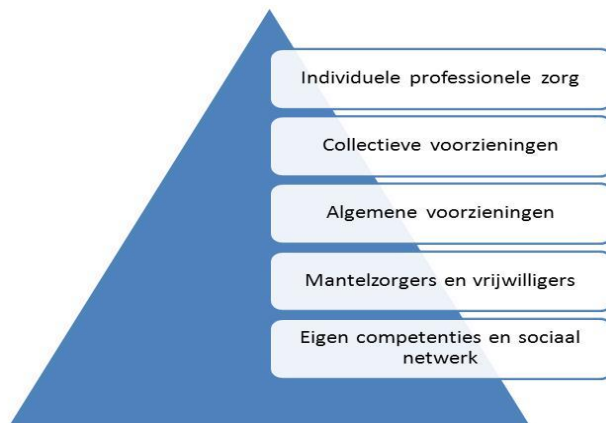 Individuele professionele zorg
Collectieve voorzieningen
Algemene voorzieningen
Mantelzorgers en vrijwilligers
Eigen competenties en sociaal
netwerk